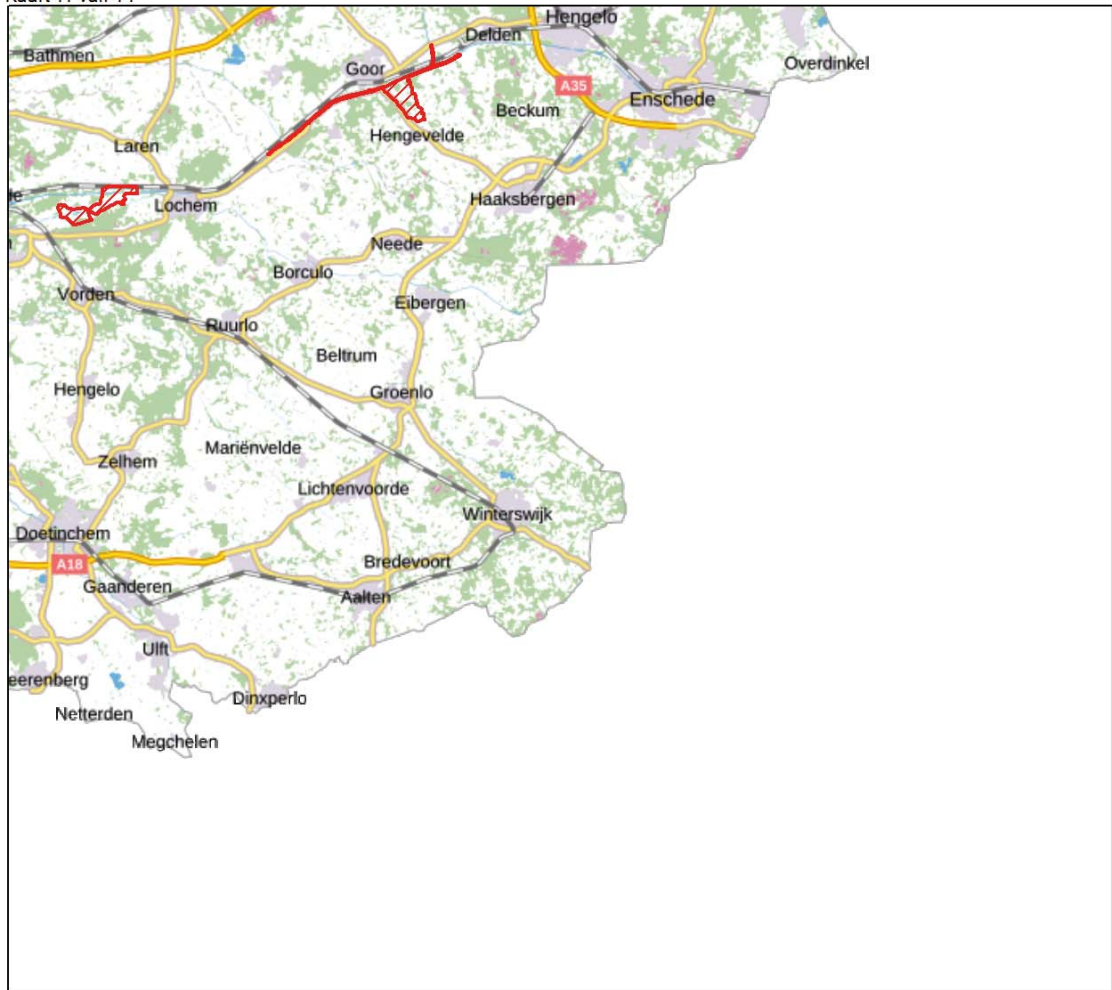 Hengelo
Delden
Bathmen
Overdinkel
Goor
A35
Enschede
Beckum
Hengevelde
Laren
de
Haaksbergen
Lochem
Neede
Borculo
Vorden
Eibergen
Ruurlo
Beltrum
Hengelo
Groenlo
Mariënvelde
Zelhem
Lichtenvoorde
Winterswijk
Doetinchem
Bredevoort
A18
Gaanderen
Aalten
Ulft
eerenberg
Dinxperlo
Netterden
Megchelen